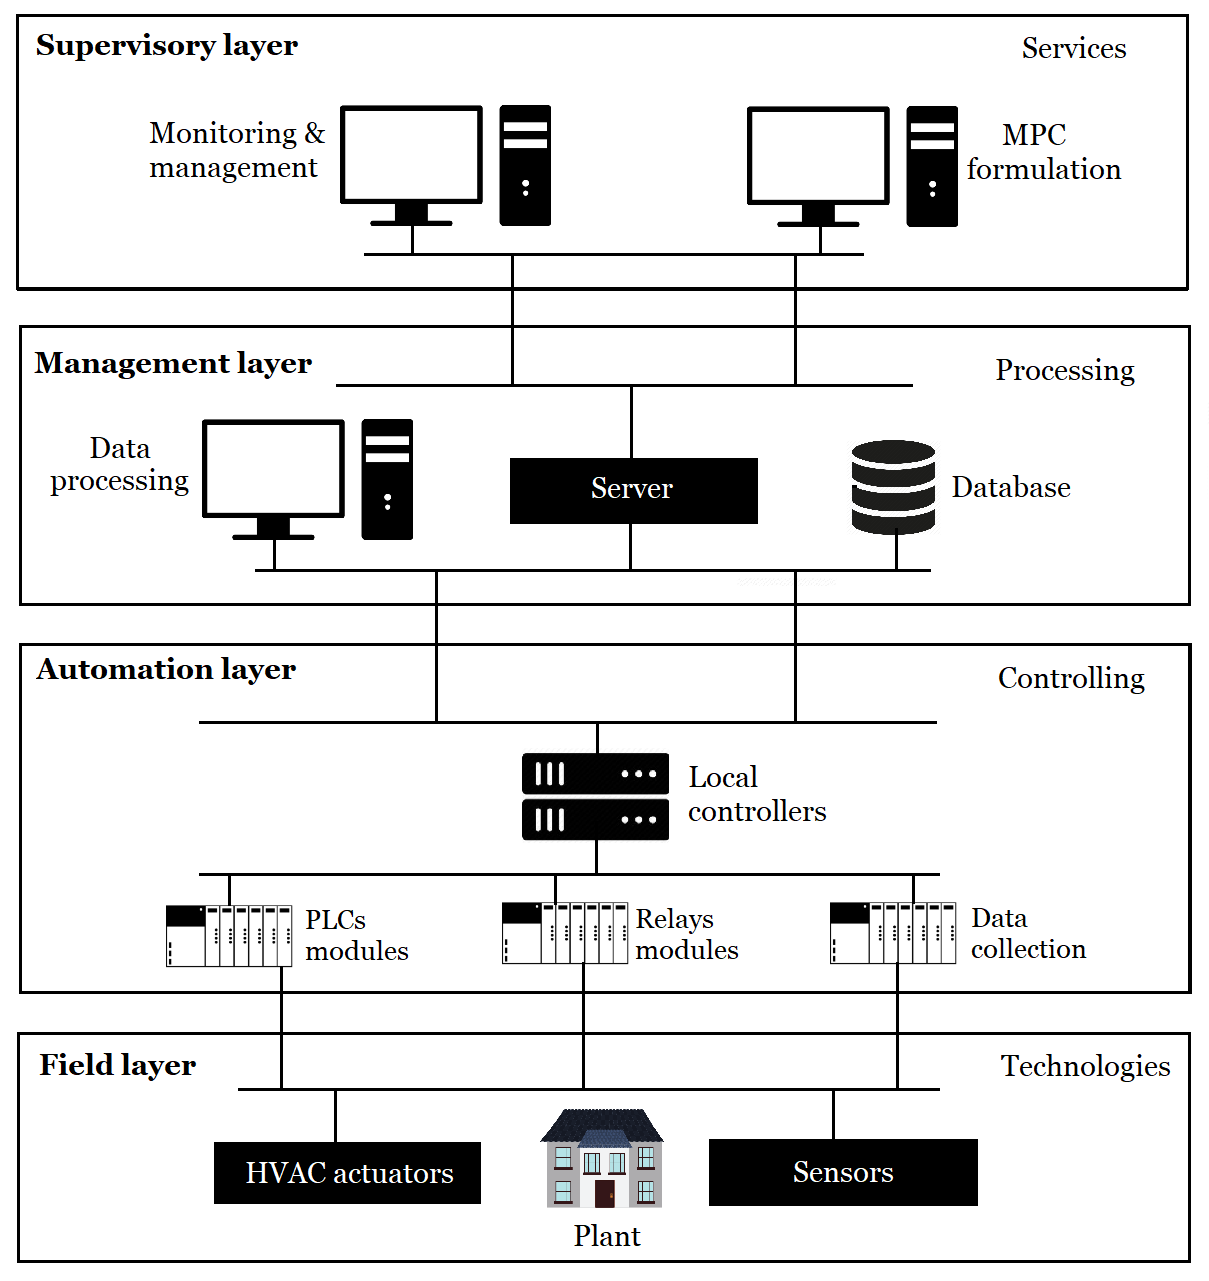 Supervisory layer
Services
Monitoring &
management
MPC
formulation
Management layer
Processing
Data
processing
Server
Database
Automation layer
Controlling
Local
controllers
PLCs
modules
Relays
modules
Data
collection
Field layer
Technologies
HVAC actuators
Sensors
Plant